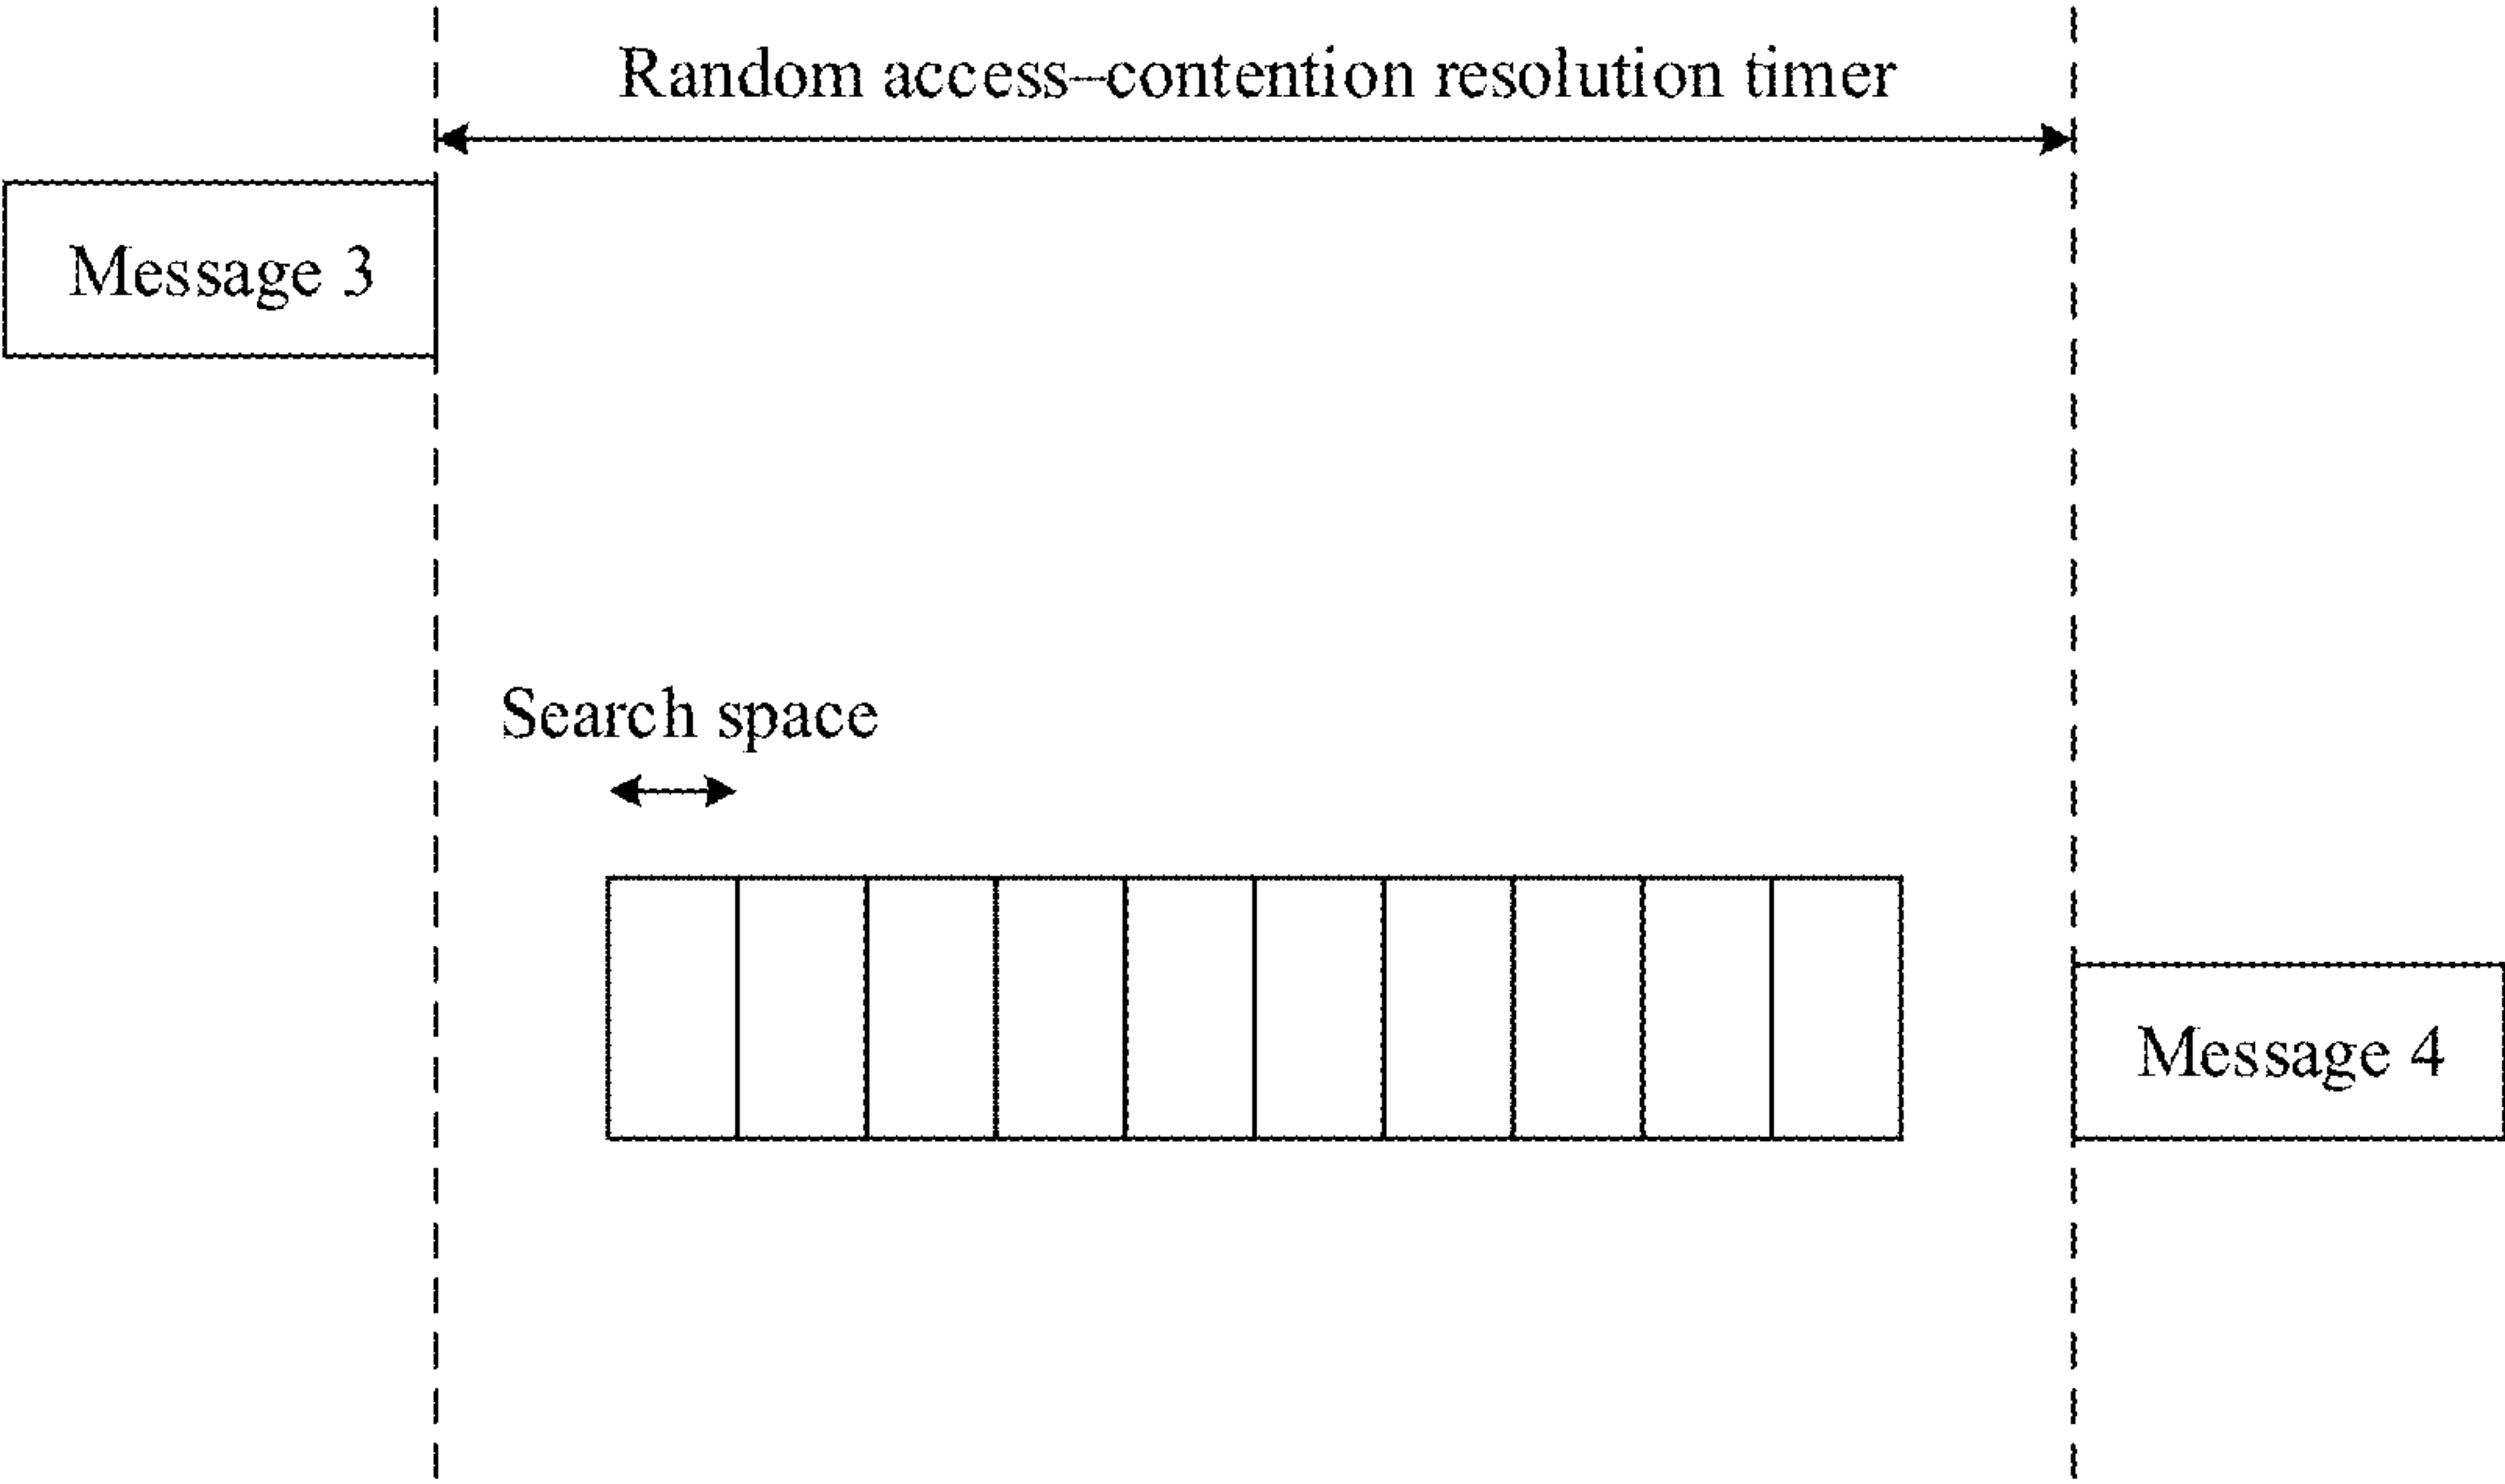 Random access-contention resolution timer
Message 3
Search space
Message 4